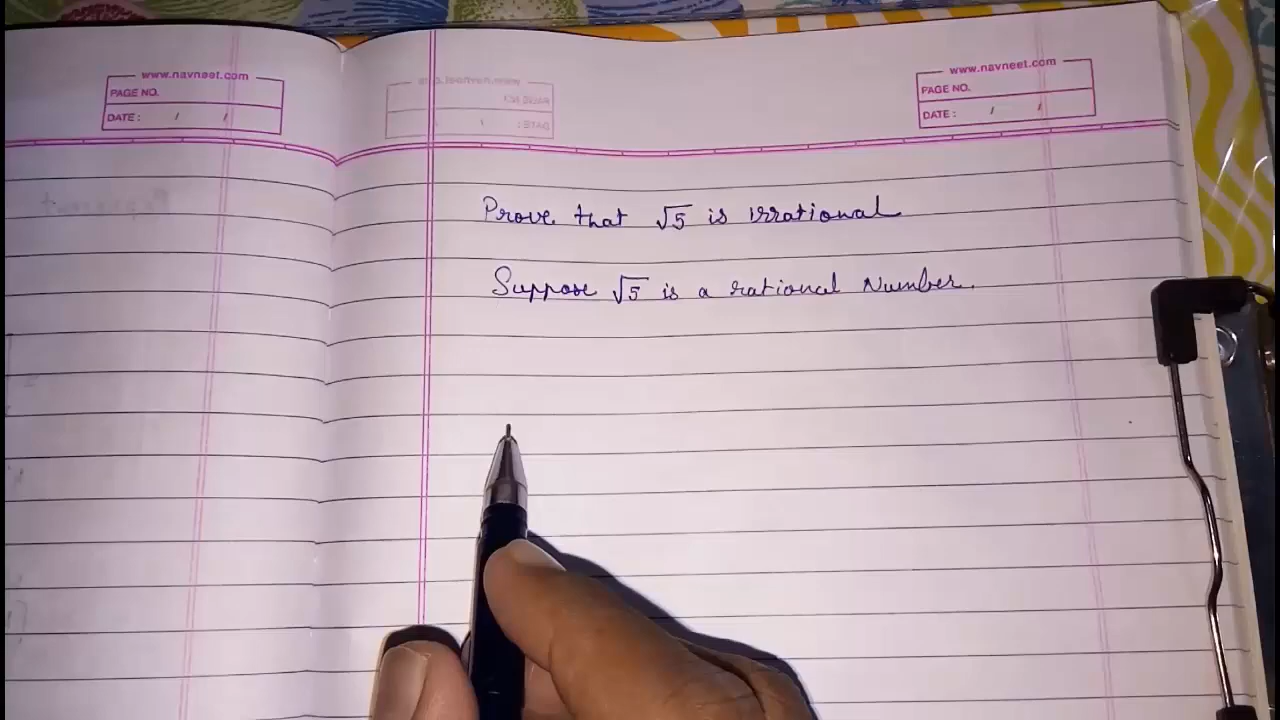 www.navneet.com
PAGE NO.
DATE : / /
www.navneet.com
PAGE NO.
DATE : / /
Prove that √5 is irrational
Suppose √5 is a rational Number.